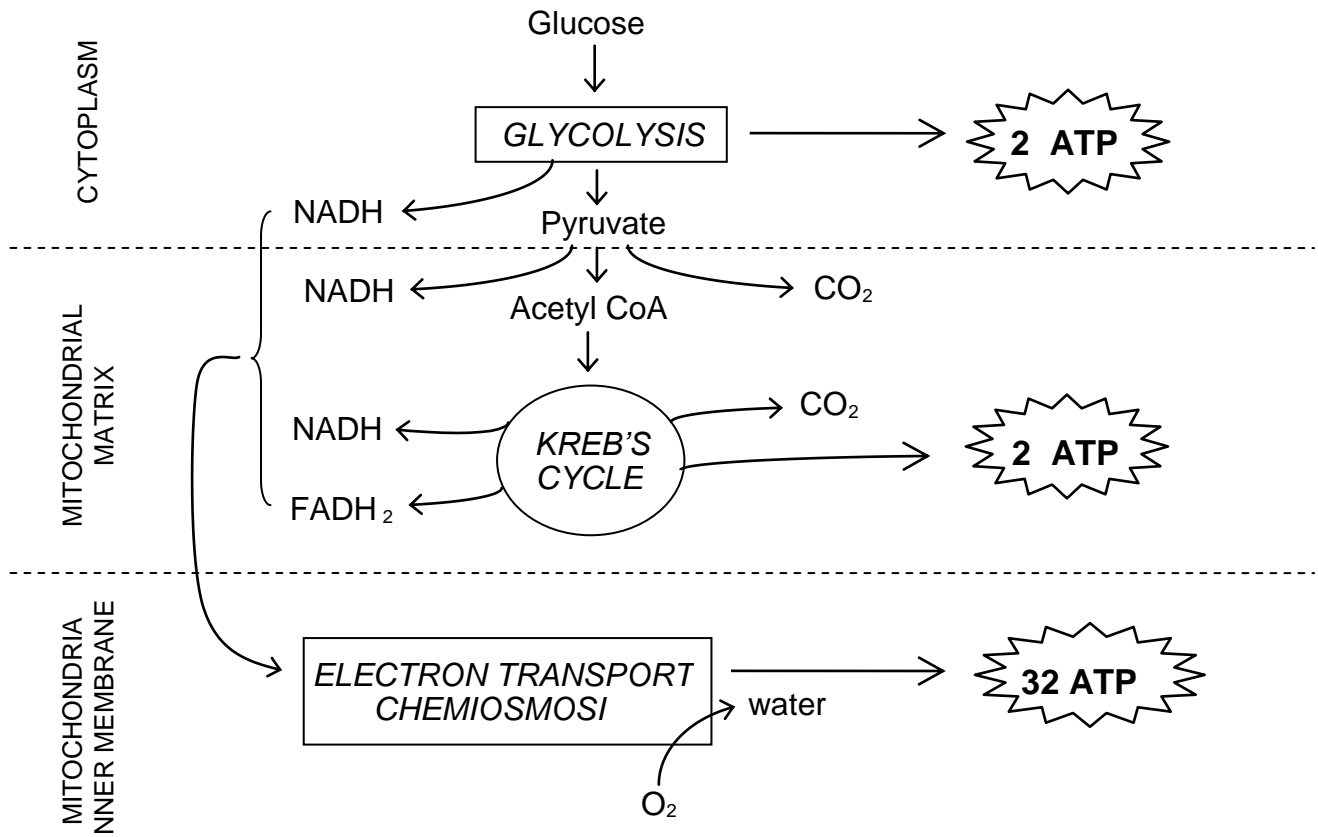 Glucose
CYTOPLASM
GLYCOLYSIS
2 ATP
NADH
Pyruvate
NADH
CO₂
Acetyl CoA
MITOCHONDRIAL
MATRIX
NADH
CO₂
KREB'S
CYCLE
2 ATP
FADH₂
MITOCHONDRIA
NNER MEMBRANE
ELECTRON TRANSPORT
CHEMIOSMOSI
water
32 ATP
O₂